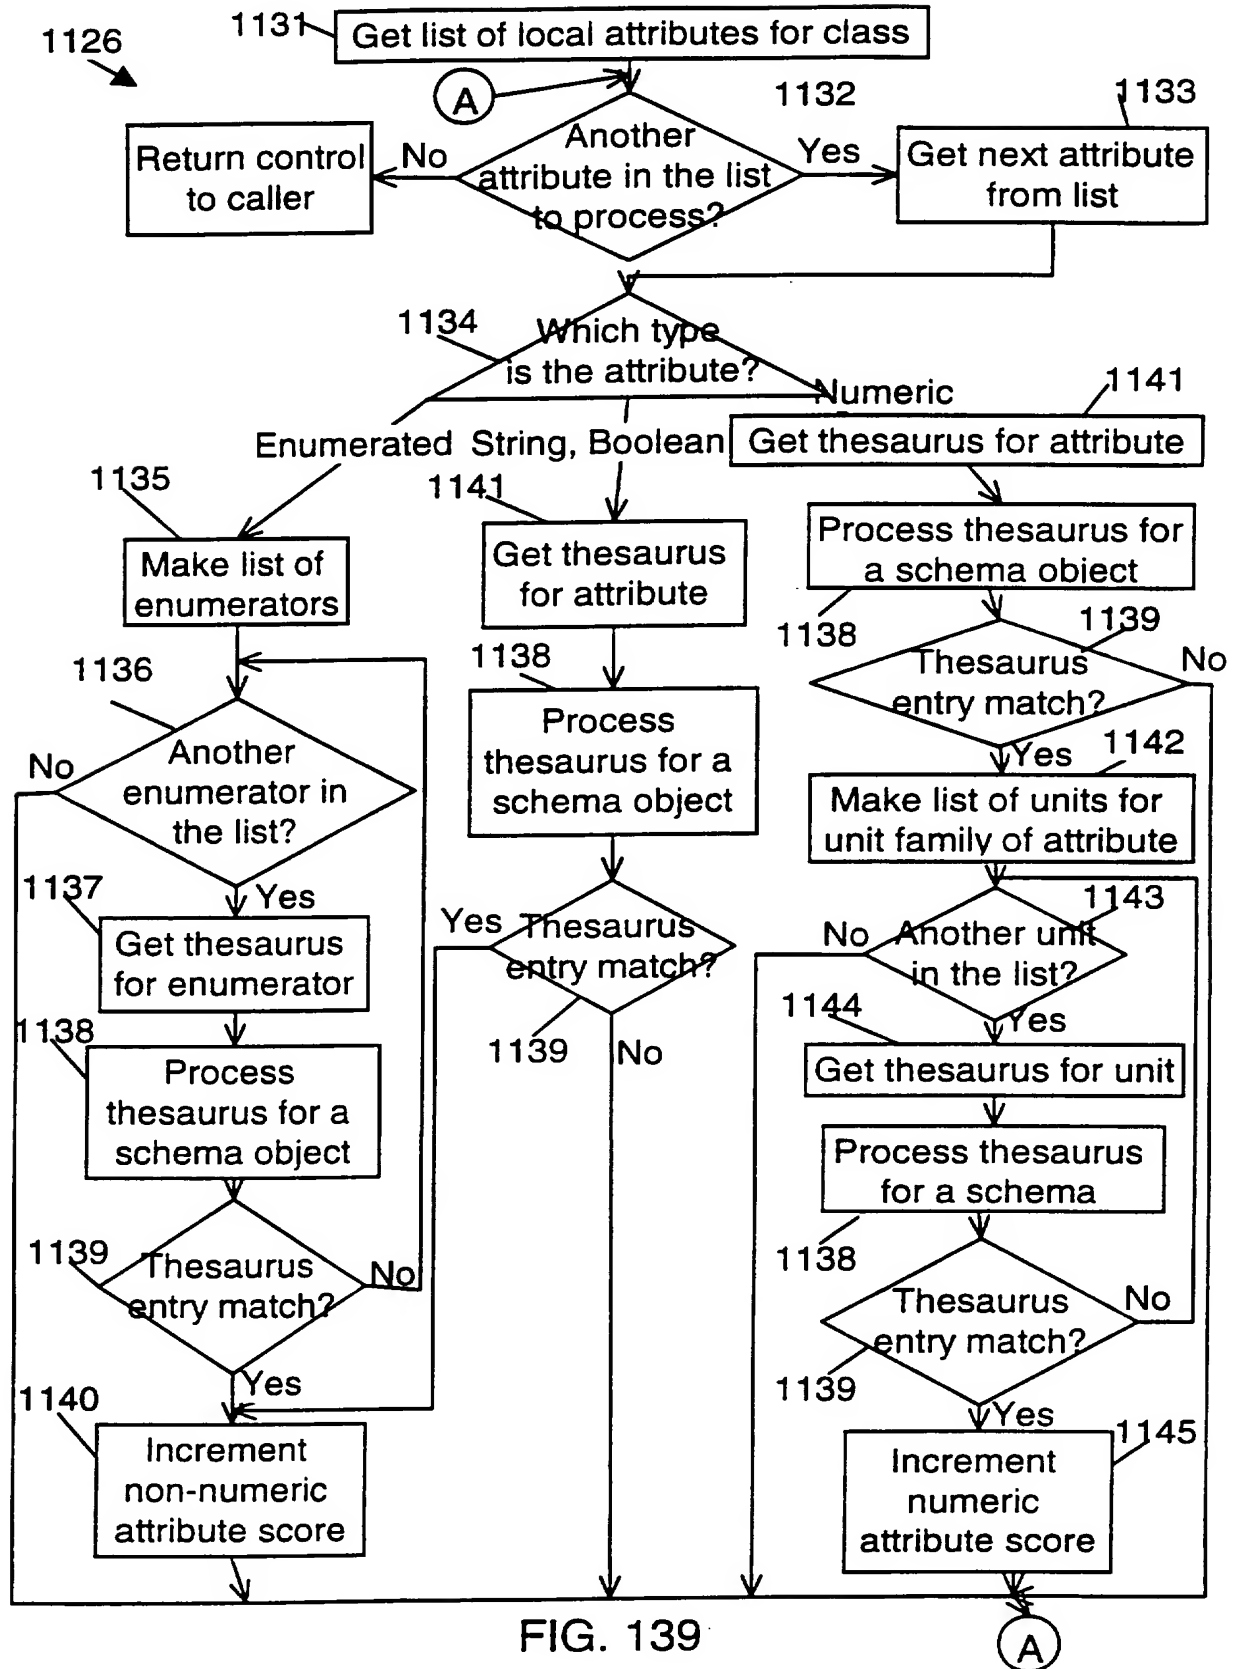 1131
Get list of local attributes for class
1126
A
1132
1133
Another
attribute in the list
to process?
No
Yes
Return control
to caller
Get next attribute
from list
1134
Which type
is the attribute?
Numeric
1141
Enumerated String, Boolean
Get thesaurus for attribute
1135
1141
Make list of
enumerators
Get thesaurus
for attribute
Process thesaurus for
a schema object
1138
1139
Thesaurus
entry match?
No
1136
1138
Another
enumerator in
the list?
No
Process
thesaurus for a
schema object
Yes
1142
Make list of units for
unit family of attribute
1137
Yes
Get thesaurus
for enumerator
Yes
Thesaurus
entry match?
1139
No
1143
No
Another unit
in the list?
1144
Yes
Get thesaurus for unit
1138
Process
thesaurus for a
schema object
Process thesaurus
for a schema
1138
1139
Thesaurus
entry match?
No
Thesaurus
entry match?
No
1139
Yes
1140
Increment
non-numeric
attribute score
Yes
1145
Increment
numeric
attribute score
FIG. 139
A